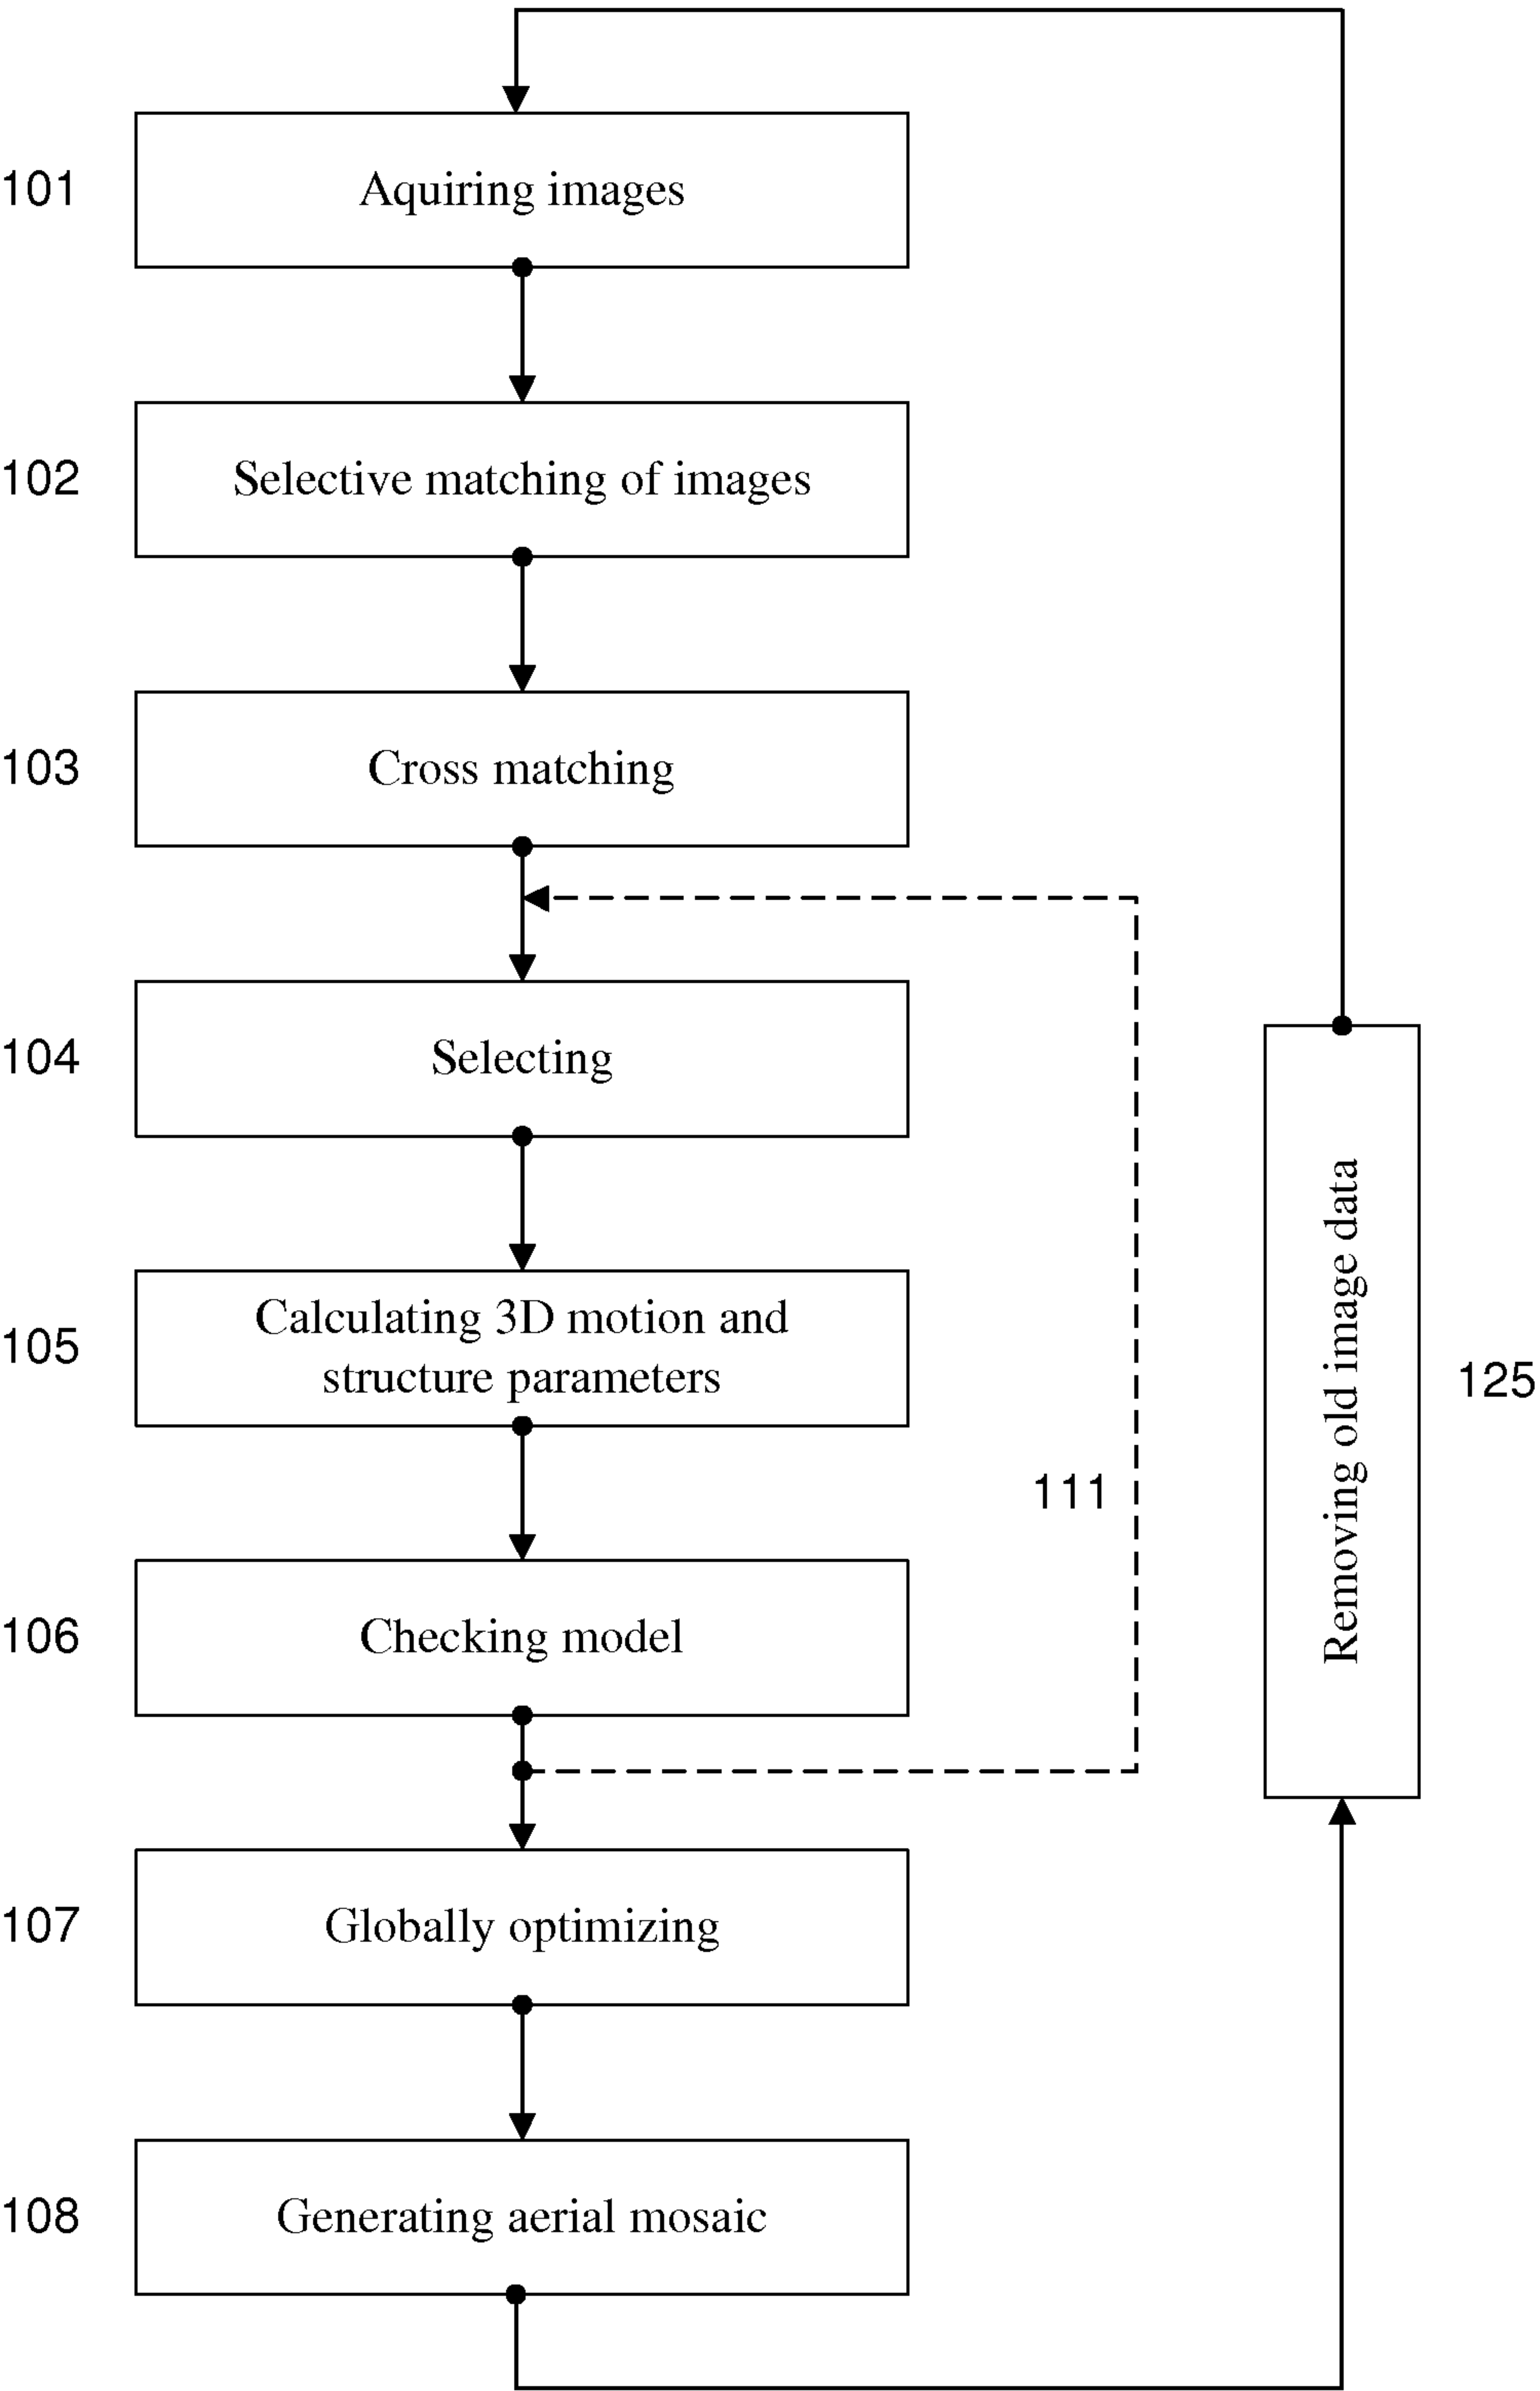 101
Aquiring images
102
Selective matching of images
103
Cross matching
104
Selecting
105
Calculating 3D motion and
structure parameters
111
106
Checking model
107
Globally optimizing
108
Generating aerial mosaic
Removing old image data
125